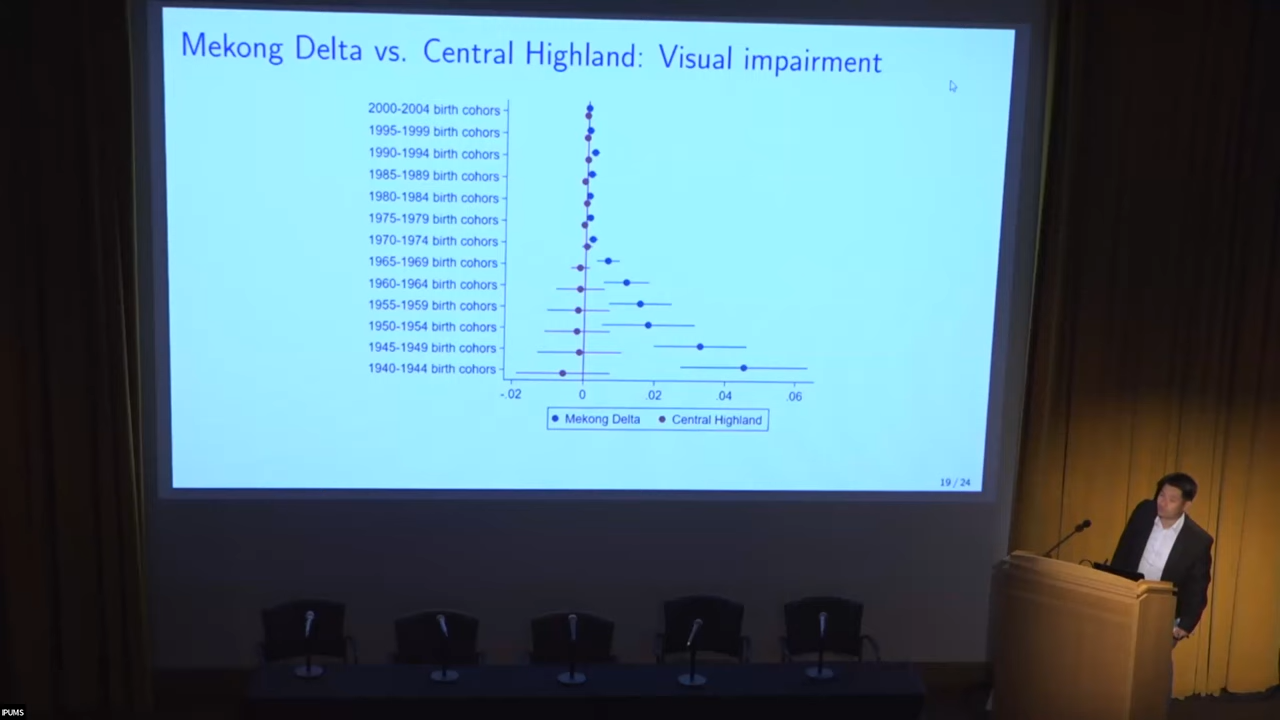 Mekong Delta vs. Central Highland: Visual impairment
2000-2004 birth cohors
1995-1999 birth cohors
1990-1994 birth cohors
1985-1989 birth cohors
1980-1984 birth cohors
1975-1979 birth cohors
1970-1974 birth cohors
1965-1969 birth cohors
1960-1964 birth cohors
1955-1959 birth cohors
1950-1954 birth cohors
1945-1949 birth cohors
1940-1944 birth cohors
-.02 0 .02 .04 .06
Mekong Delta Central Highland
19 / 24
IPUMS